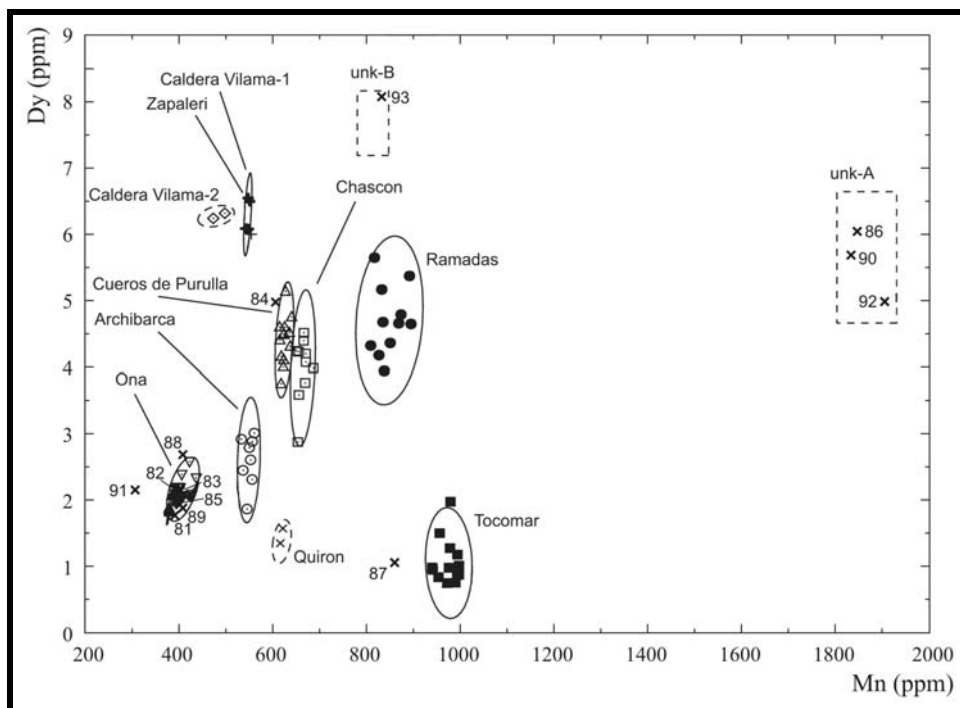 Dy (ppm)
9
8
7
6
5
4
3
2
1
0
Caldera Vilama-1
Zapaleri
Caldera Vilama-2
unk-B
93
Chascon
unk-A
86
90
92
Ramadas
Cueros de Purulla
84
Archibarca
Ona
88
82
83
91
85
89
81
Quiron
87
Tocomar
200
400
600
800
1000
1200
1400
1600
1800
2000
Mn (ppm)